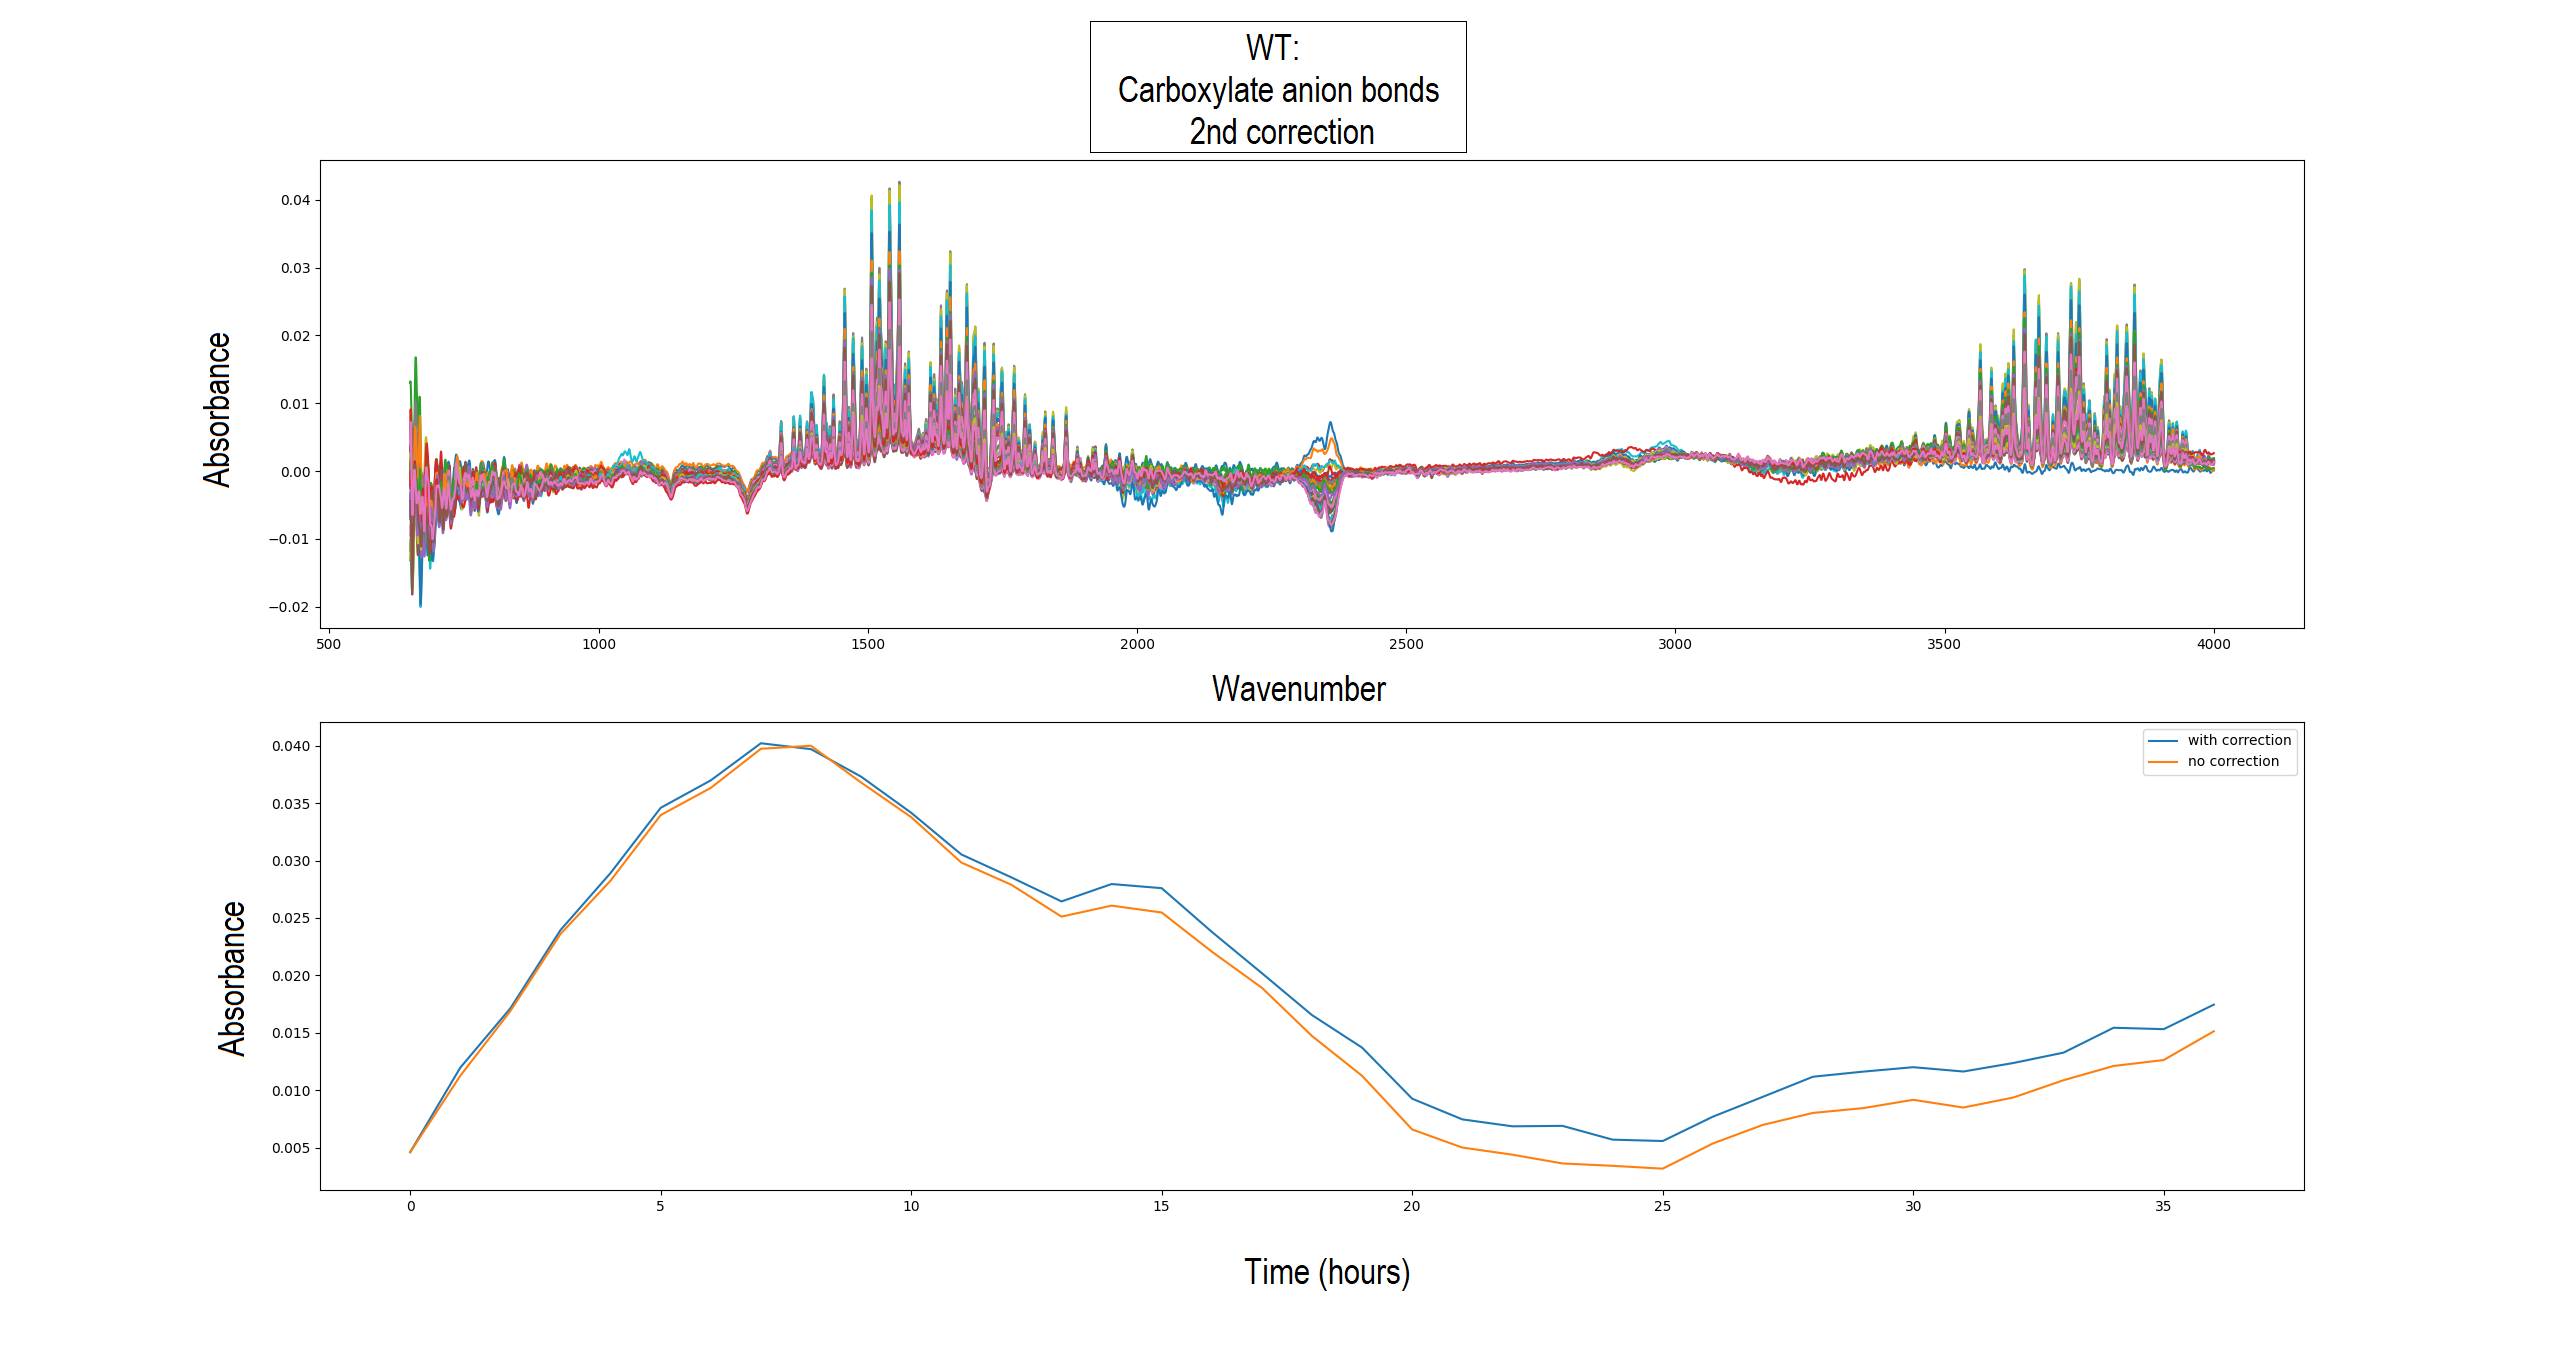 WT:
Carboxylate anion bonds
2nd correction
Absorbance
0.04
0.03
0.02
0.01
0.00
−0.01
−0.02
500 1000 1500 2000 2500 3000 3500 4000
Wavenumber
Absorbance
0.040
0.035
0.030
0.025
0.020
0.015
0.010
0.005
with correction
no correction
0 5 10 15 20 25 30 35
Time (hours)